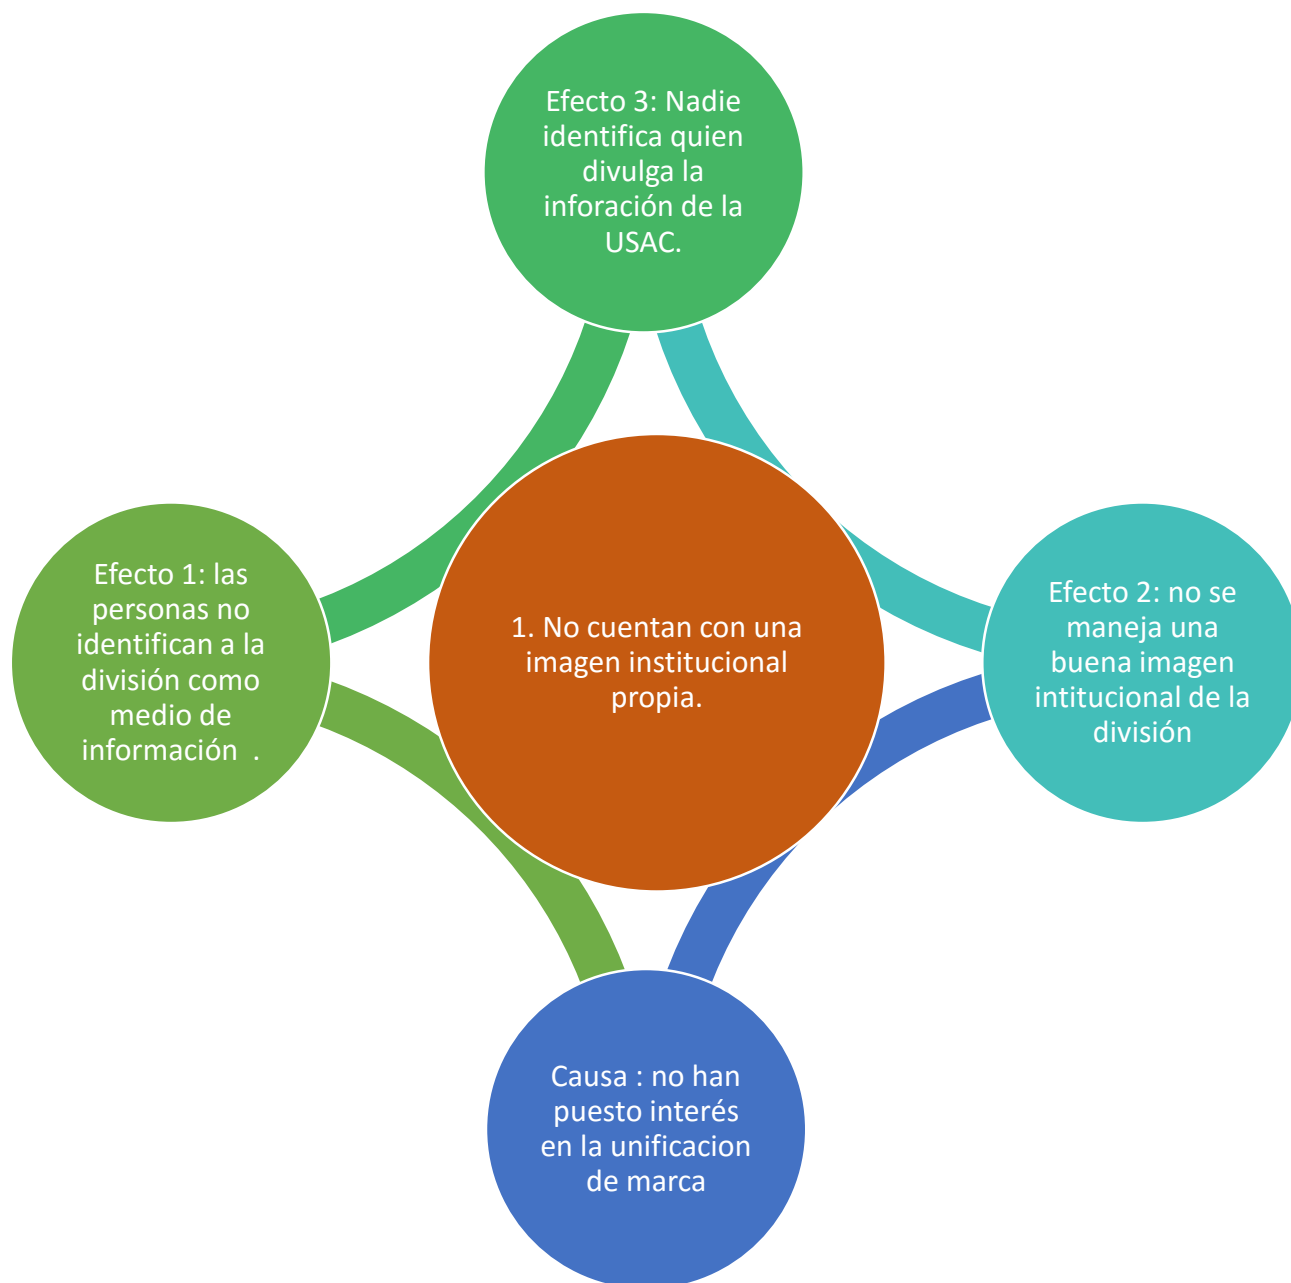 Efecto 3: Nadie
identifica quien
divulga la
inforación de la
USAC.
Efecto 1: las
personas no
identifican a la
división como
medio de
información  .
1. No cuentan con una
imagen institucional
propia.
Efecto 2: no se
maneja una
buena imagen
intitucional de la
división
Causa : no han
puesto interés
en la unificacion
de marca